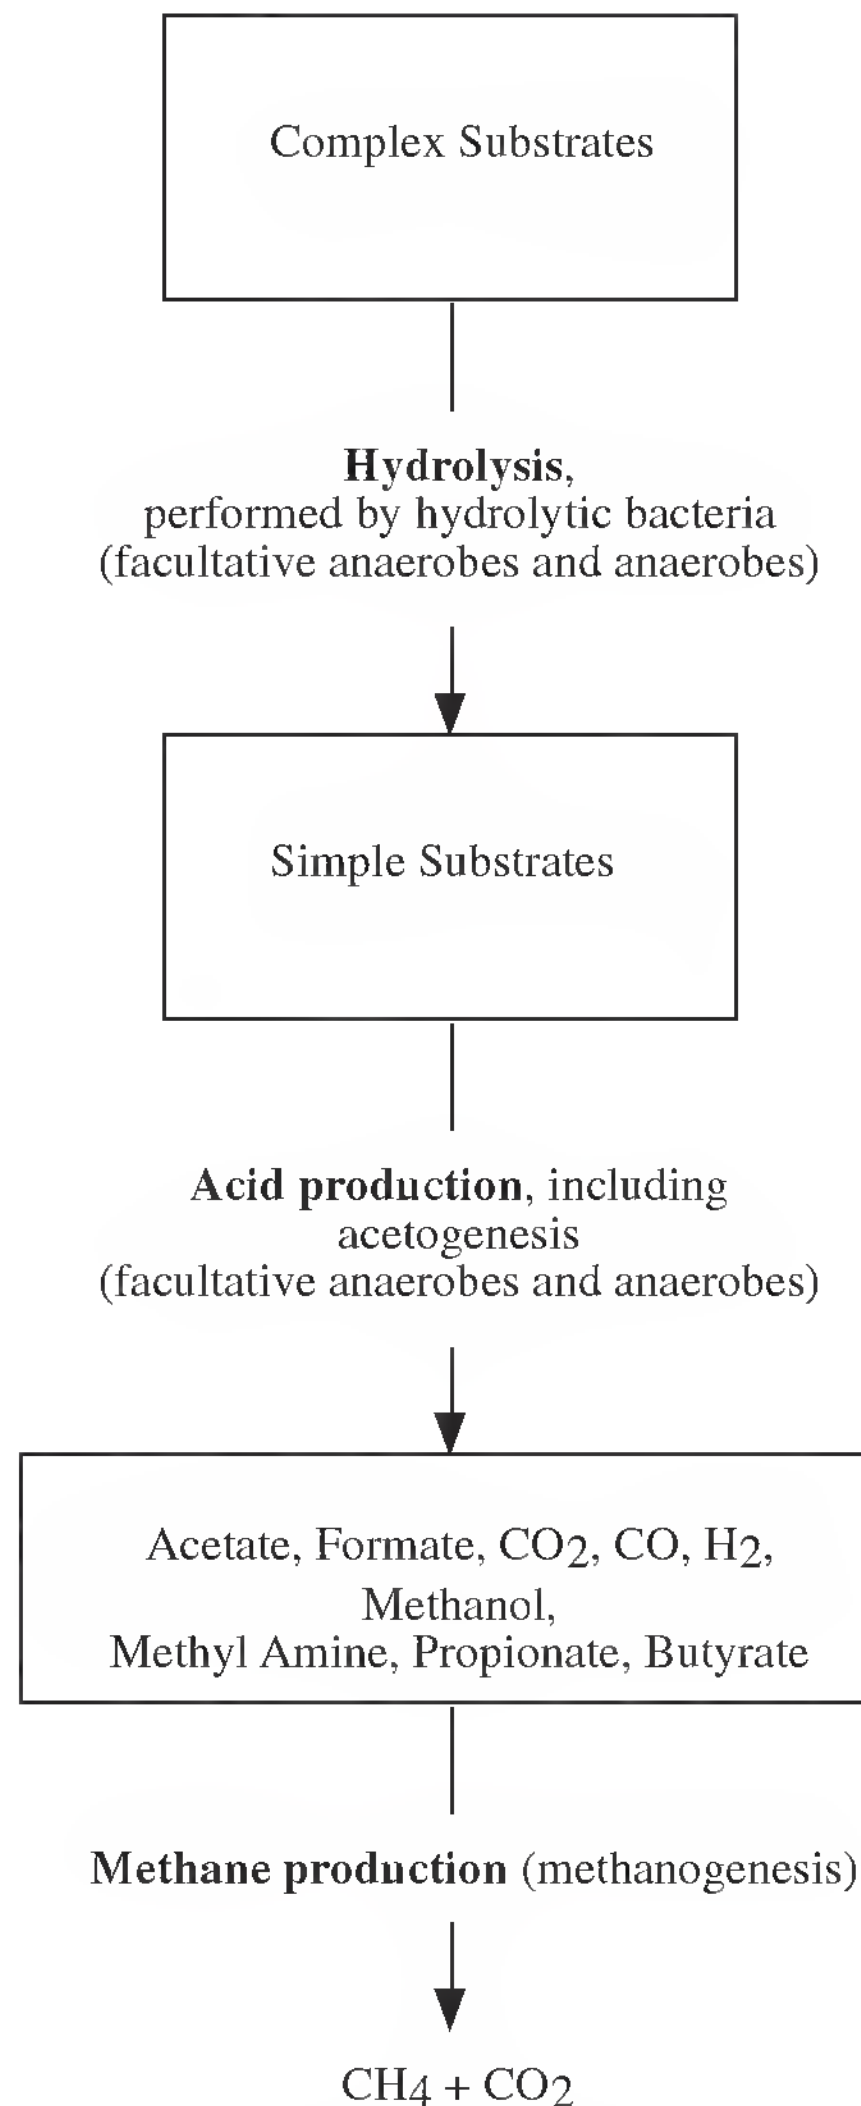 Complex Substrates
Hydrolysis,
performed by hydrolytic bacteria
(facultative anaerobes and anaerobes)
Simple Substrates
Acid production, including
acetogenesis
(facultative anaerobes and anaerobes)
Acetate, Formate, CO2, CO, H2,
Methanol,
Methyl Amine, Propionate, Butyrate
Methane production (methanogenesis)
CH4 + CO2